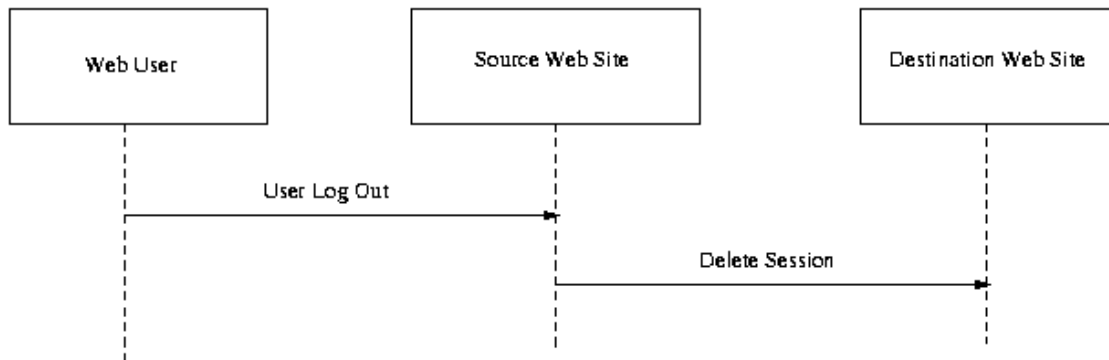 Web User
Source Web Site
Destination Web Site
User Log Out
Delete Session